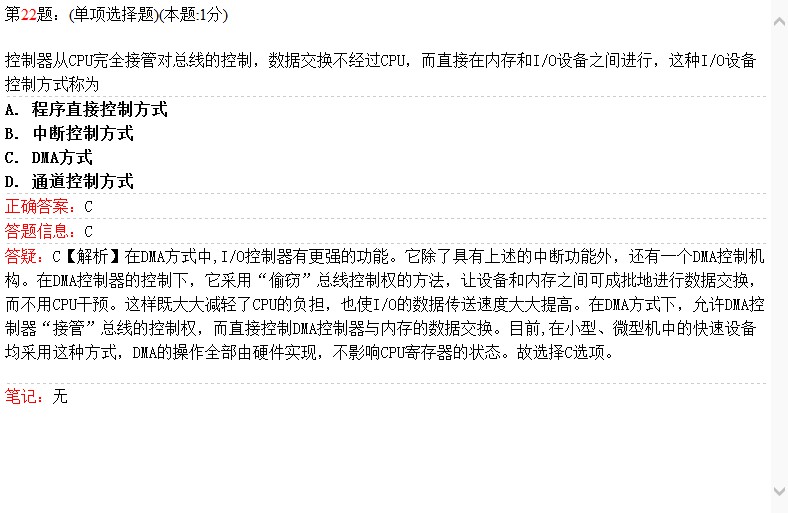 第22题：(单项选择题)(本题:1分)
控制器从CPU完全接管对总线的控制，数据交换不经过CPU，而直接在内存和I/O设备之间进行，这种I/O设备
控制方式称为
A. 程序直接控制方式
B. 中断控制方式
C. DMA方式
D. 通道控制方式
正确答案：C
答题信息：C
答疑：C【解析】在DMA方式中,I/O控制器有更强的功能。它除了具有上述的中断功能外，还有一个DMA控制机
构。在DMA控制器的控制下，它采用“偷窃”总线控制权的方法，让设备和内存之间可成批地进行数据交换，
而不用CPU干预。这样既大大减轻了CPU的负担，也使I/O的数据传送速度大大提高。在DMA方式下，允许DMA控
制器“接管”总线的控制权，而直接控制DMA控制器与内存的数据交换。目前,在小型、微型机中的快速设备
均采用这种方式，DMA的操作全部由硬件实现，不影响CPU寄存器的状态。故选择C选项。
笔记：无